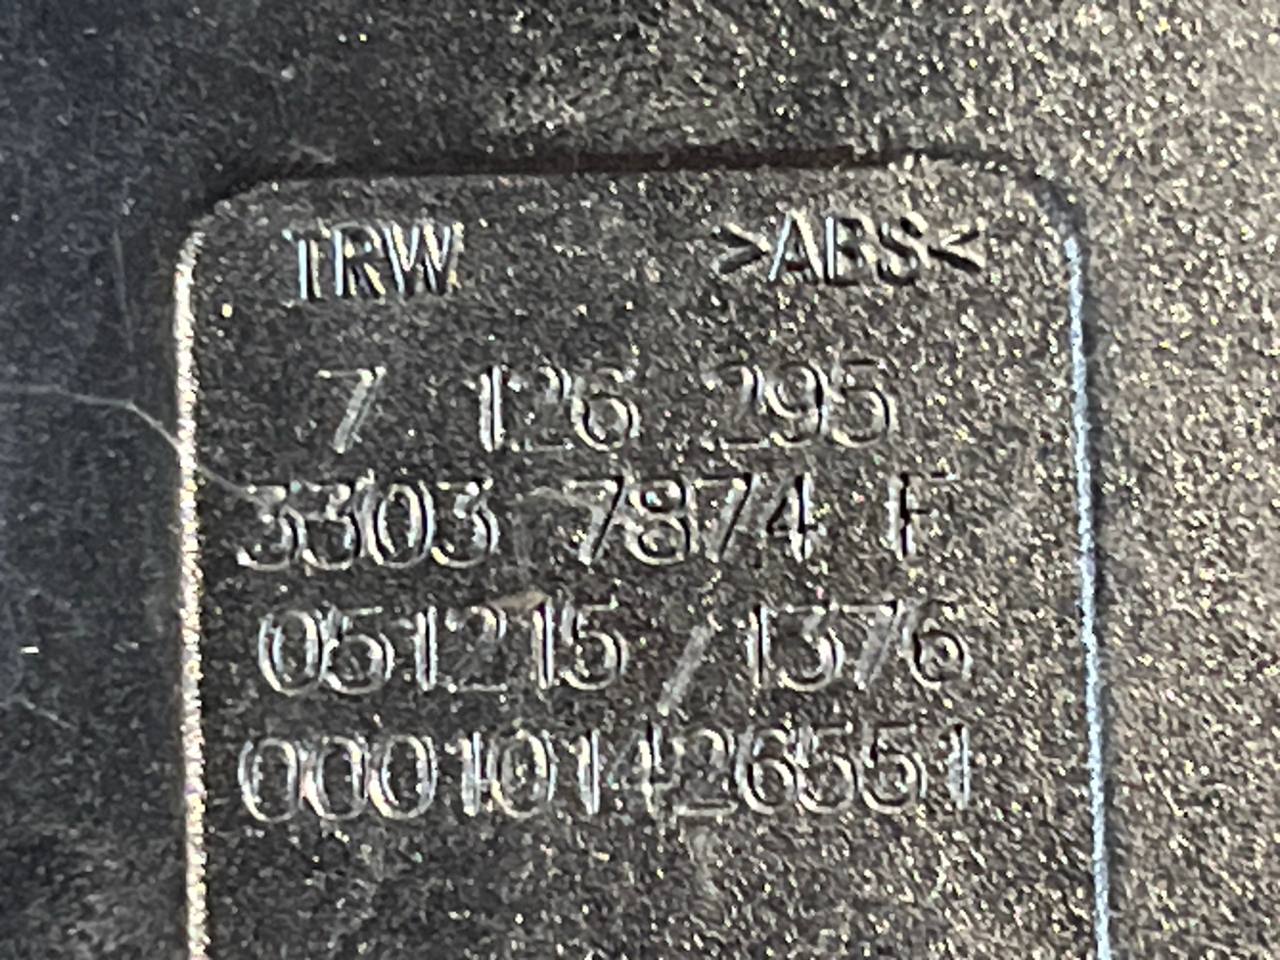 TRW >ABS<
7 126 295
3303 7874 F
051215 / 1376
000101426551